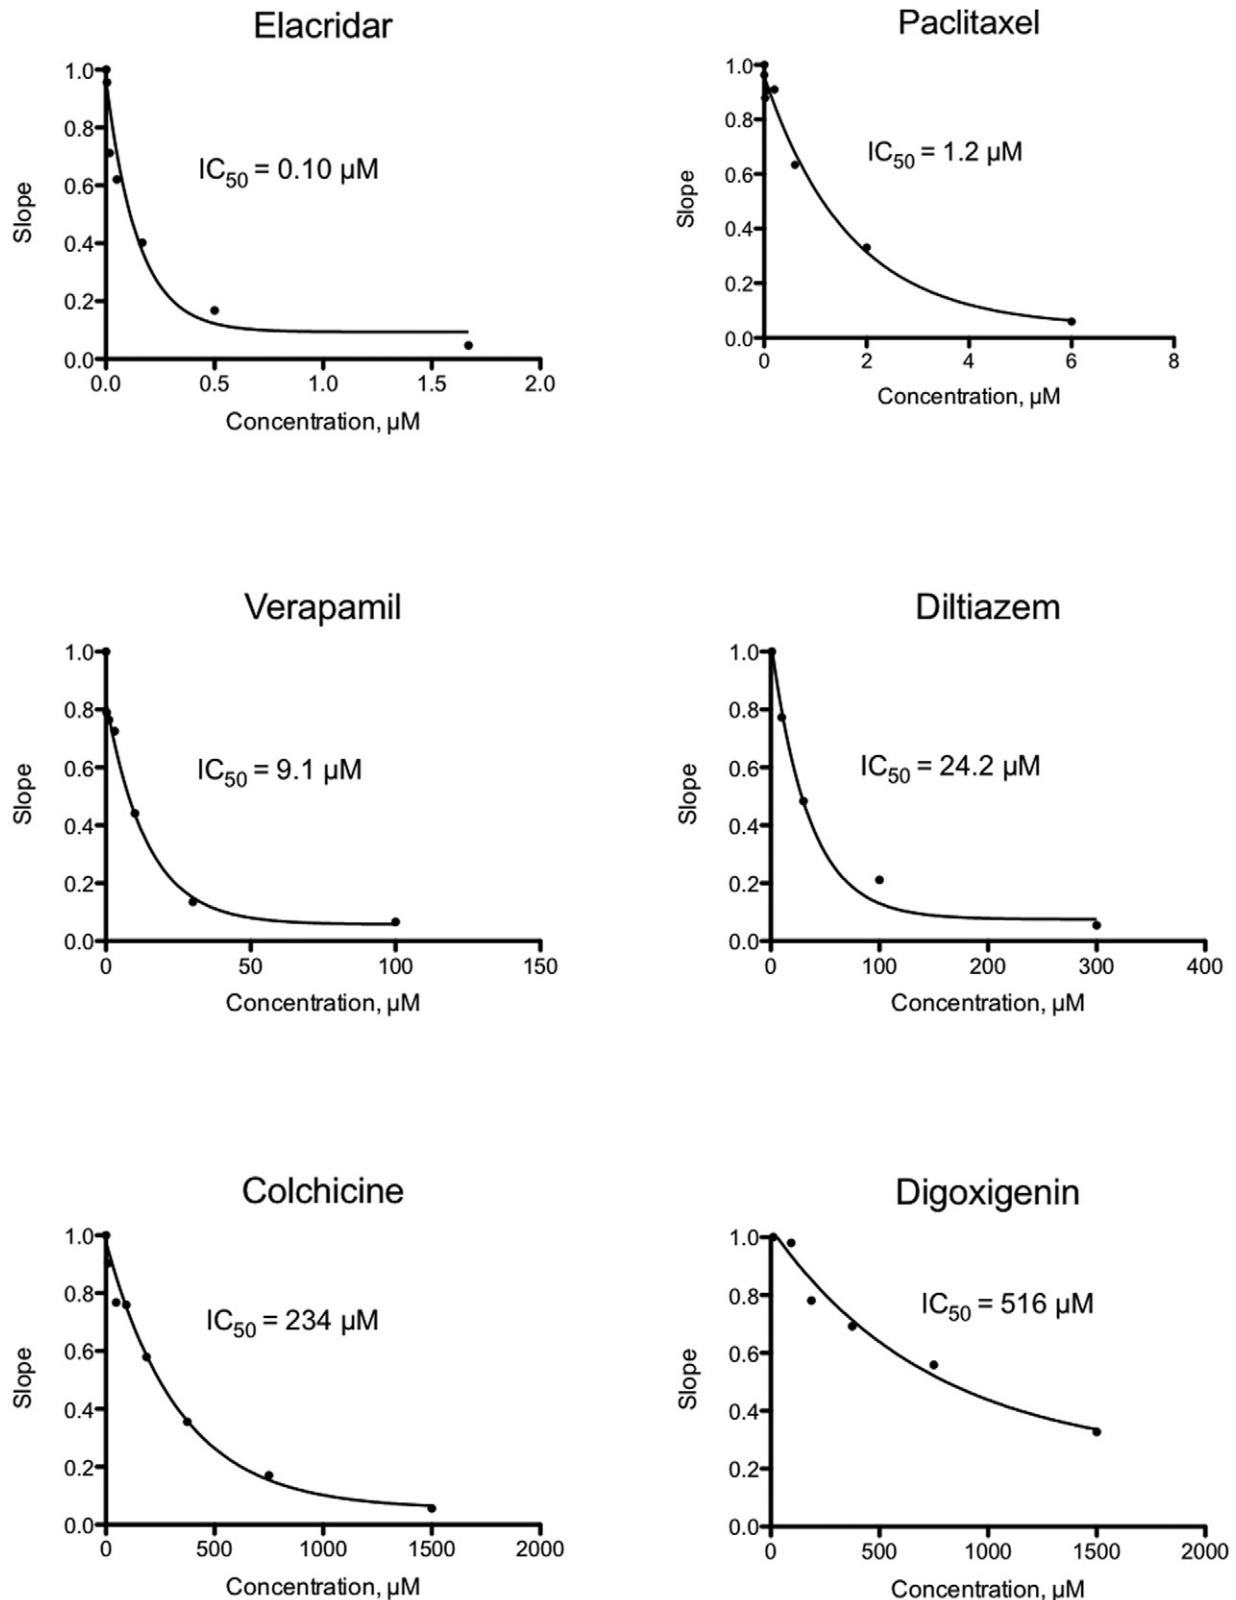 Elacridar
1.0
0.8
0.6
0.4
0.2
0.0
Slope
IC50 = 0.10 µM
0.0 0.5 1.0 1.5 2.0
Concentration, µM
Paclitaxel
1.0
0.8
0.6
0.4
0.2
0.0
Slope
IC50 = 1.2 µM
0 2 4 6 8
Concentration, µM
Verapamil
1.0
0.8
0.6
0.4
0.2
0.0
Slope
IC50 = 9.1 µM
0 50 100 150
Concentration, µM
Diltiazem
1.0
0.8
0.6
0.4
0.2
0.0
Slope
IC50 = 24.2 µM
0 100 200 300 400
Concentration, µM
Colchicine
1.0
0.8
0.6
0.4
0.2
0.0
Slope
IC50 = 234 µM
0 500 1000 1500 2000
Concentration, µM
Digoxigenin
1.0
0.8
0.6
0.4
0.2
0.0
Slope
IC50 = 516 µM
0 500 1000 1500 2000
Concentration, µM